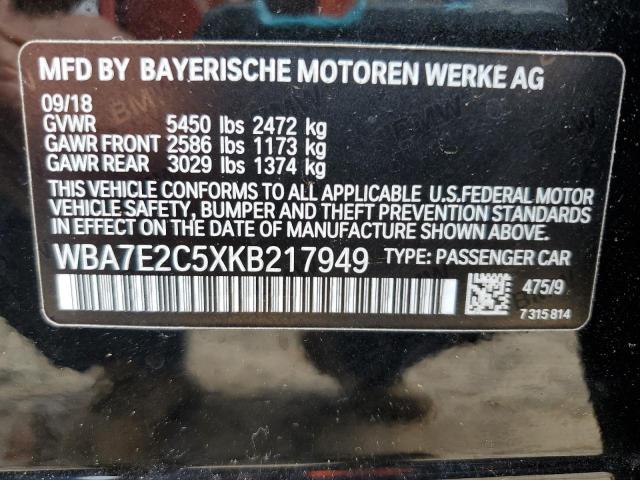 MFD BY BAYERISCHE MOTOREN WERKE AG
09/18
GVWR 5450 lbs 2472 kg
GAWR FRONT 2586 lbs 1173 kg
GAWR REAR 3029 lbs 1374 kg
THIS VEHICLE CONFORMS TO ALL APPLICABLE U.S.FEDERAL MOTOR
VEHICLE SAFETY, BUMPER AND THEFT PREVENTION STANDARDS
IN EFFECT ON THE DATE OF MANUFACTURE SHOWN ABOVE.
WBA7E2C5XKB217949 TYPE: PASSENGER CAR
475/9
7 315 814